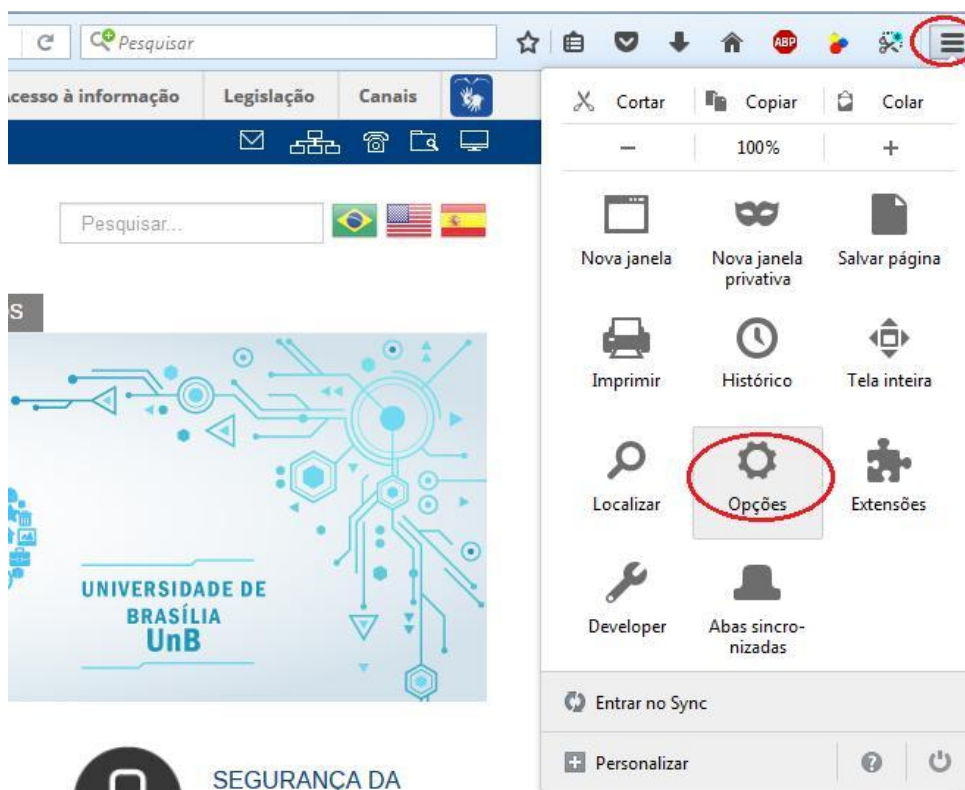 Pesquisar
ABP
cesso à informação Legislação Canais
Pesquisar...
os
UNIVERSIDADE DE
BRASÍLIA
UnB
SEGURANÇA DA
Cortar Copiar Colar
− 100% +
Nova janela Nova janela Salvar página
privativa
Imprimir Histórico Tela inteira
Localizar Opções Extensões
Developer Abas sincro-
nizadas
Entrar no Sync
Personalizar